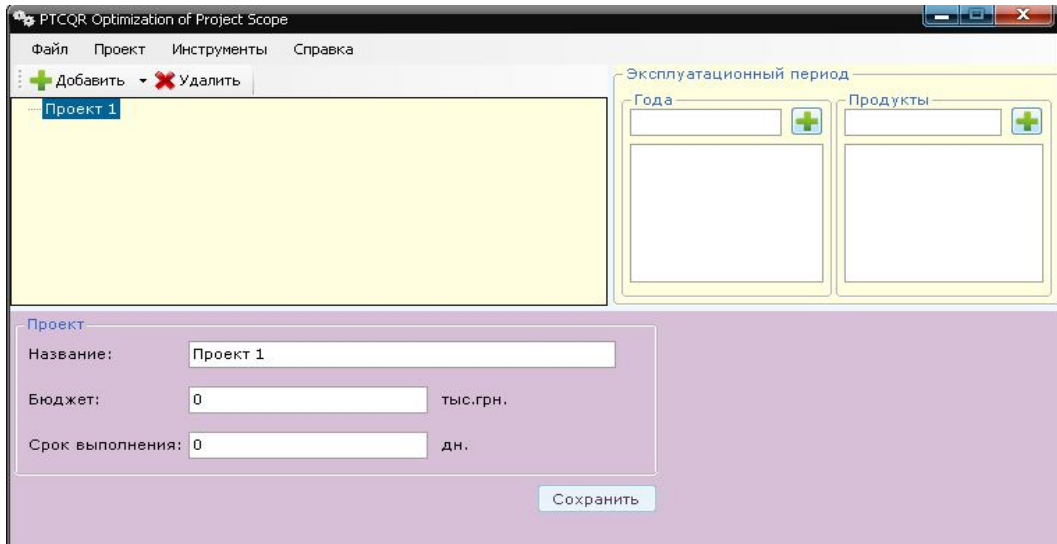 PTCQR Optimization of Project Scope
Файл Проект Инструменты Справка
Добавить Удалить
Проект 1
Эксплуатационный период
Года Продукты
Проект
Название: Проект 1
Бюджет: 0 тыс.грн.
Срок выполнения: 0 дн.
Сохранить